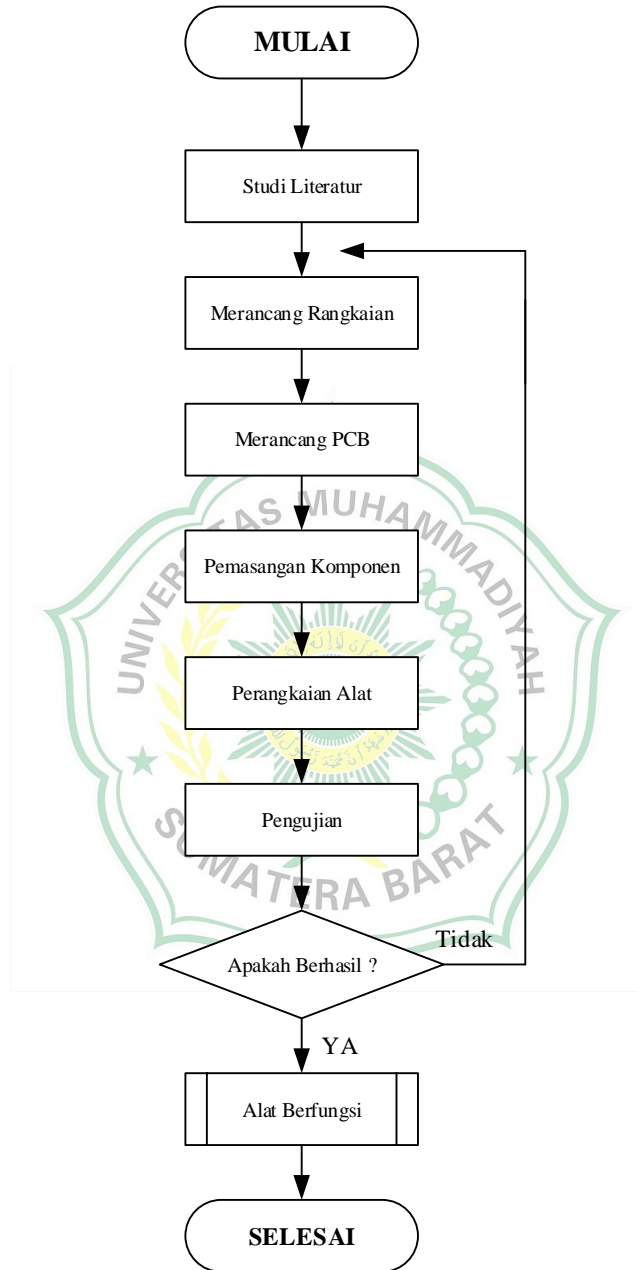 MULAI
Studi Literatur
Merancang Rangkaian
Merancang PCB
UNIVERSITAS MUHAMMADIYAH
Pemasangan Komponen
Perangkaian Alat
Pengujian
SUMATERA BARAT
Apakah Berhasil ?
Tidak
YA
Alat Berfungsi
SELESAI